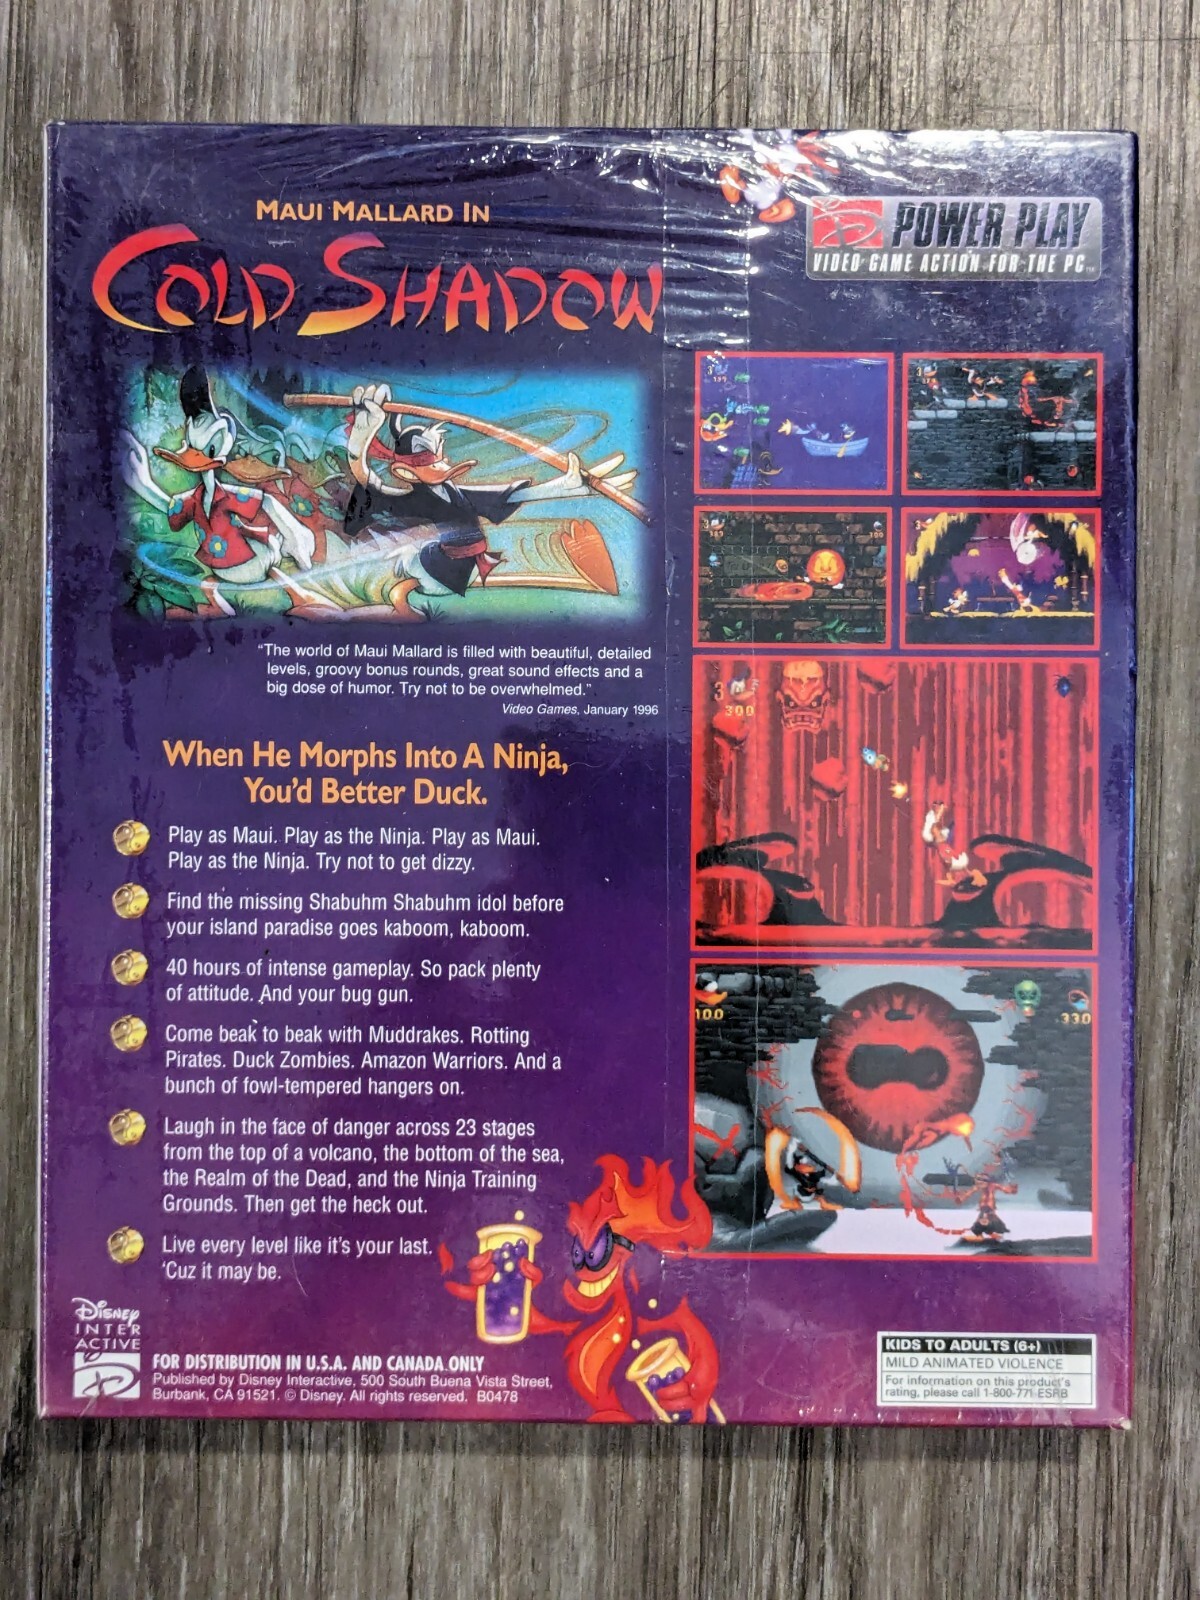 MAUI MALLARD IN
COLD SHADOW
POWER PLAY
VIDEO GAME ACTION FOR THE PC™
"The world of Maui Mallard is filled with beautiful, detailed
levels, groovy bonus rounds, great sound effects and a
big dose of humor. Try not to be overwhelmed."
Video Games, January 1996
When He Morphs Into A Ninja,
You'd Better Duck.
Play as Maui. Play as the Ninja. Play as Maui.
Play as the Ninja. Try not to get dizzy.
Find the missing Shabuhm Shabuhm idol before
your island paradise goes kaboom, kaboom.
40 hours of intense gameplay. So pack plenty
of attitude. And your bug gun.
Come beak to beak with Muddrakes. Rotting
Pirates. Duck Zombies. Amazon Warriors. And a
bunch of fowl-tempered hangers on.
Laugh in the face of danger across 23 stages
from the top of a volcano, the bottom of the sea,
the Realm of the Dead, and the Ninja Training
Grounds. Then get the heck out.
Live every level like it's your last.
'Cuz it may be.
3
300
100
330
DISNEY
INTER
ACTIVE
FOR DISTRIBUTION IN U.S.A. AND CANADA ONLY
Published by Disney Interactive, 500 South Buena Vista Street,
Burbank, CA 91521. © Disney. All rights reserved. B0478
KIDS TO ADULTS (6+)
MILD ANIMATED VIOLENCE
For information on this product's
rating, please call 1-800-771-ESRB